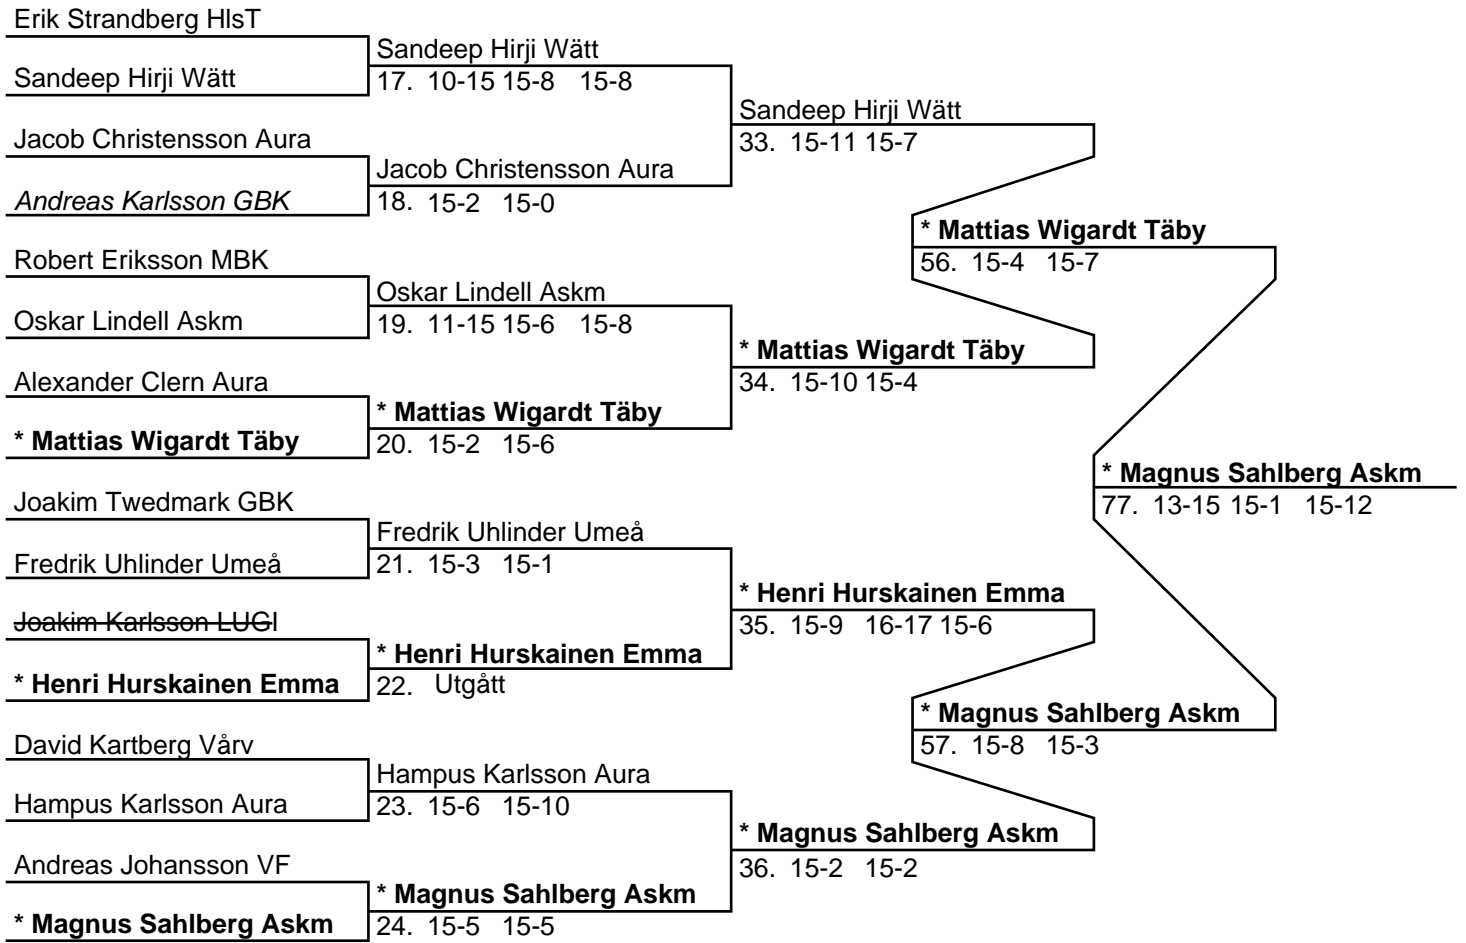 Erik Strandberg HlsT
Sandeep Hirji Wätt
Sandeep Hirji Wätt
17. 10-15 15-8 15-8
Sandeep Hirji Wätt
33. 15-11 15-7
Jacob Christensson Aura
Jacob Christensson Aura
18. 15-2 15-0
Andreas Karlsson GBK
* Mattias Wigardt Täby
56. 15-4 15-7
Robert Eriksson MBK
Oskar Lindell Askm
19. 11-15 15-6 15-8
Oskar Lindell Askm
* Mattias Wigardt Täby
34. 15-10 15-4
Alexander Clern Aura
* Mattias Wigardt Täby
20. 15-2 15-6
* Mattias Wigardt Täby
* Magnus Sahlberg Askm
77. 13-15 15-1 15-12
Joakim Twedmark GBK
Fredrik Uhlinder Umeå
21. 15-3 15-1
Fredrik Uhlinder Umeå
* Henri Hurskainen Emma
35. 15-9 16-17 15-6
Joakim Karlsson LUGI
* Henri Hurskainen Emma
22. Utgått
* Henri Hurskainen Emma
* Magnus Sahlberg Askm
57. 15-8 15-3
David Kartberg Vårv
Hampus Karlsson Aura
23. 15-6 15-10
Hampus Karlsson Aura
* Magnus Sahlberg Askm
36. 15-2 15-2
Andreas Johansson VF
* Magnus Sahlberg Askm
24. 15-5 15-5
* Magnus Sahlberg Askm